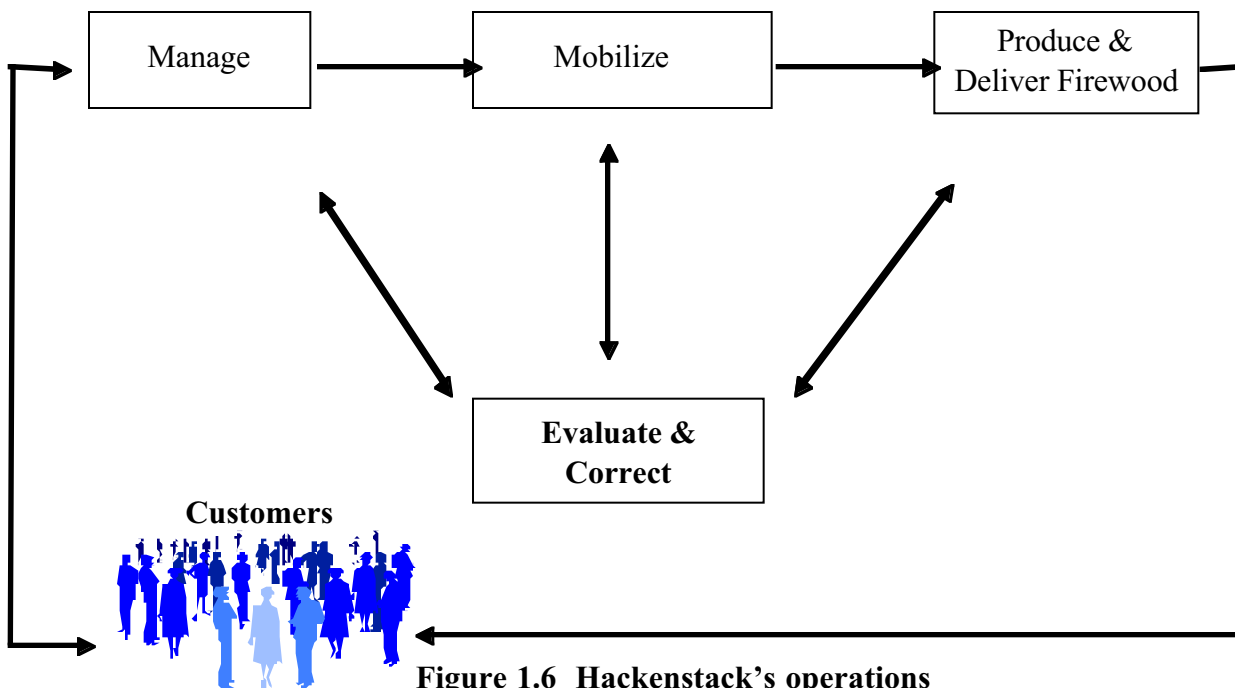 Manage
Mobilize
Produce &
Deliver Firewood
Evaluate &
Correct
Customers
Figure 1.6 Hackenstack's operations